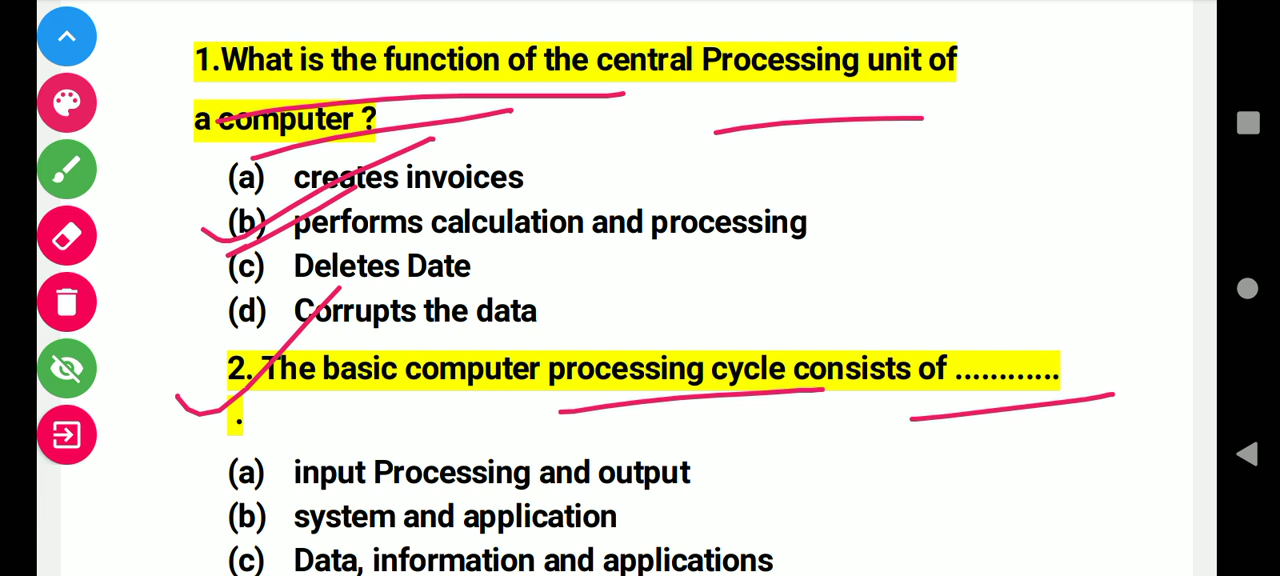 1.What is the function of the central Processing unit of
a computer ?
(a) creates invoices
(b) performs calculation and processing
(c) Deletes Date
(d) Corrupts the data
2. The basic computer processing cycle consists of ............
.
(a) input Processing and output
(b) system and application
(c) Data, information and applications